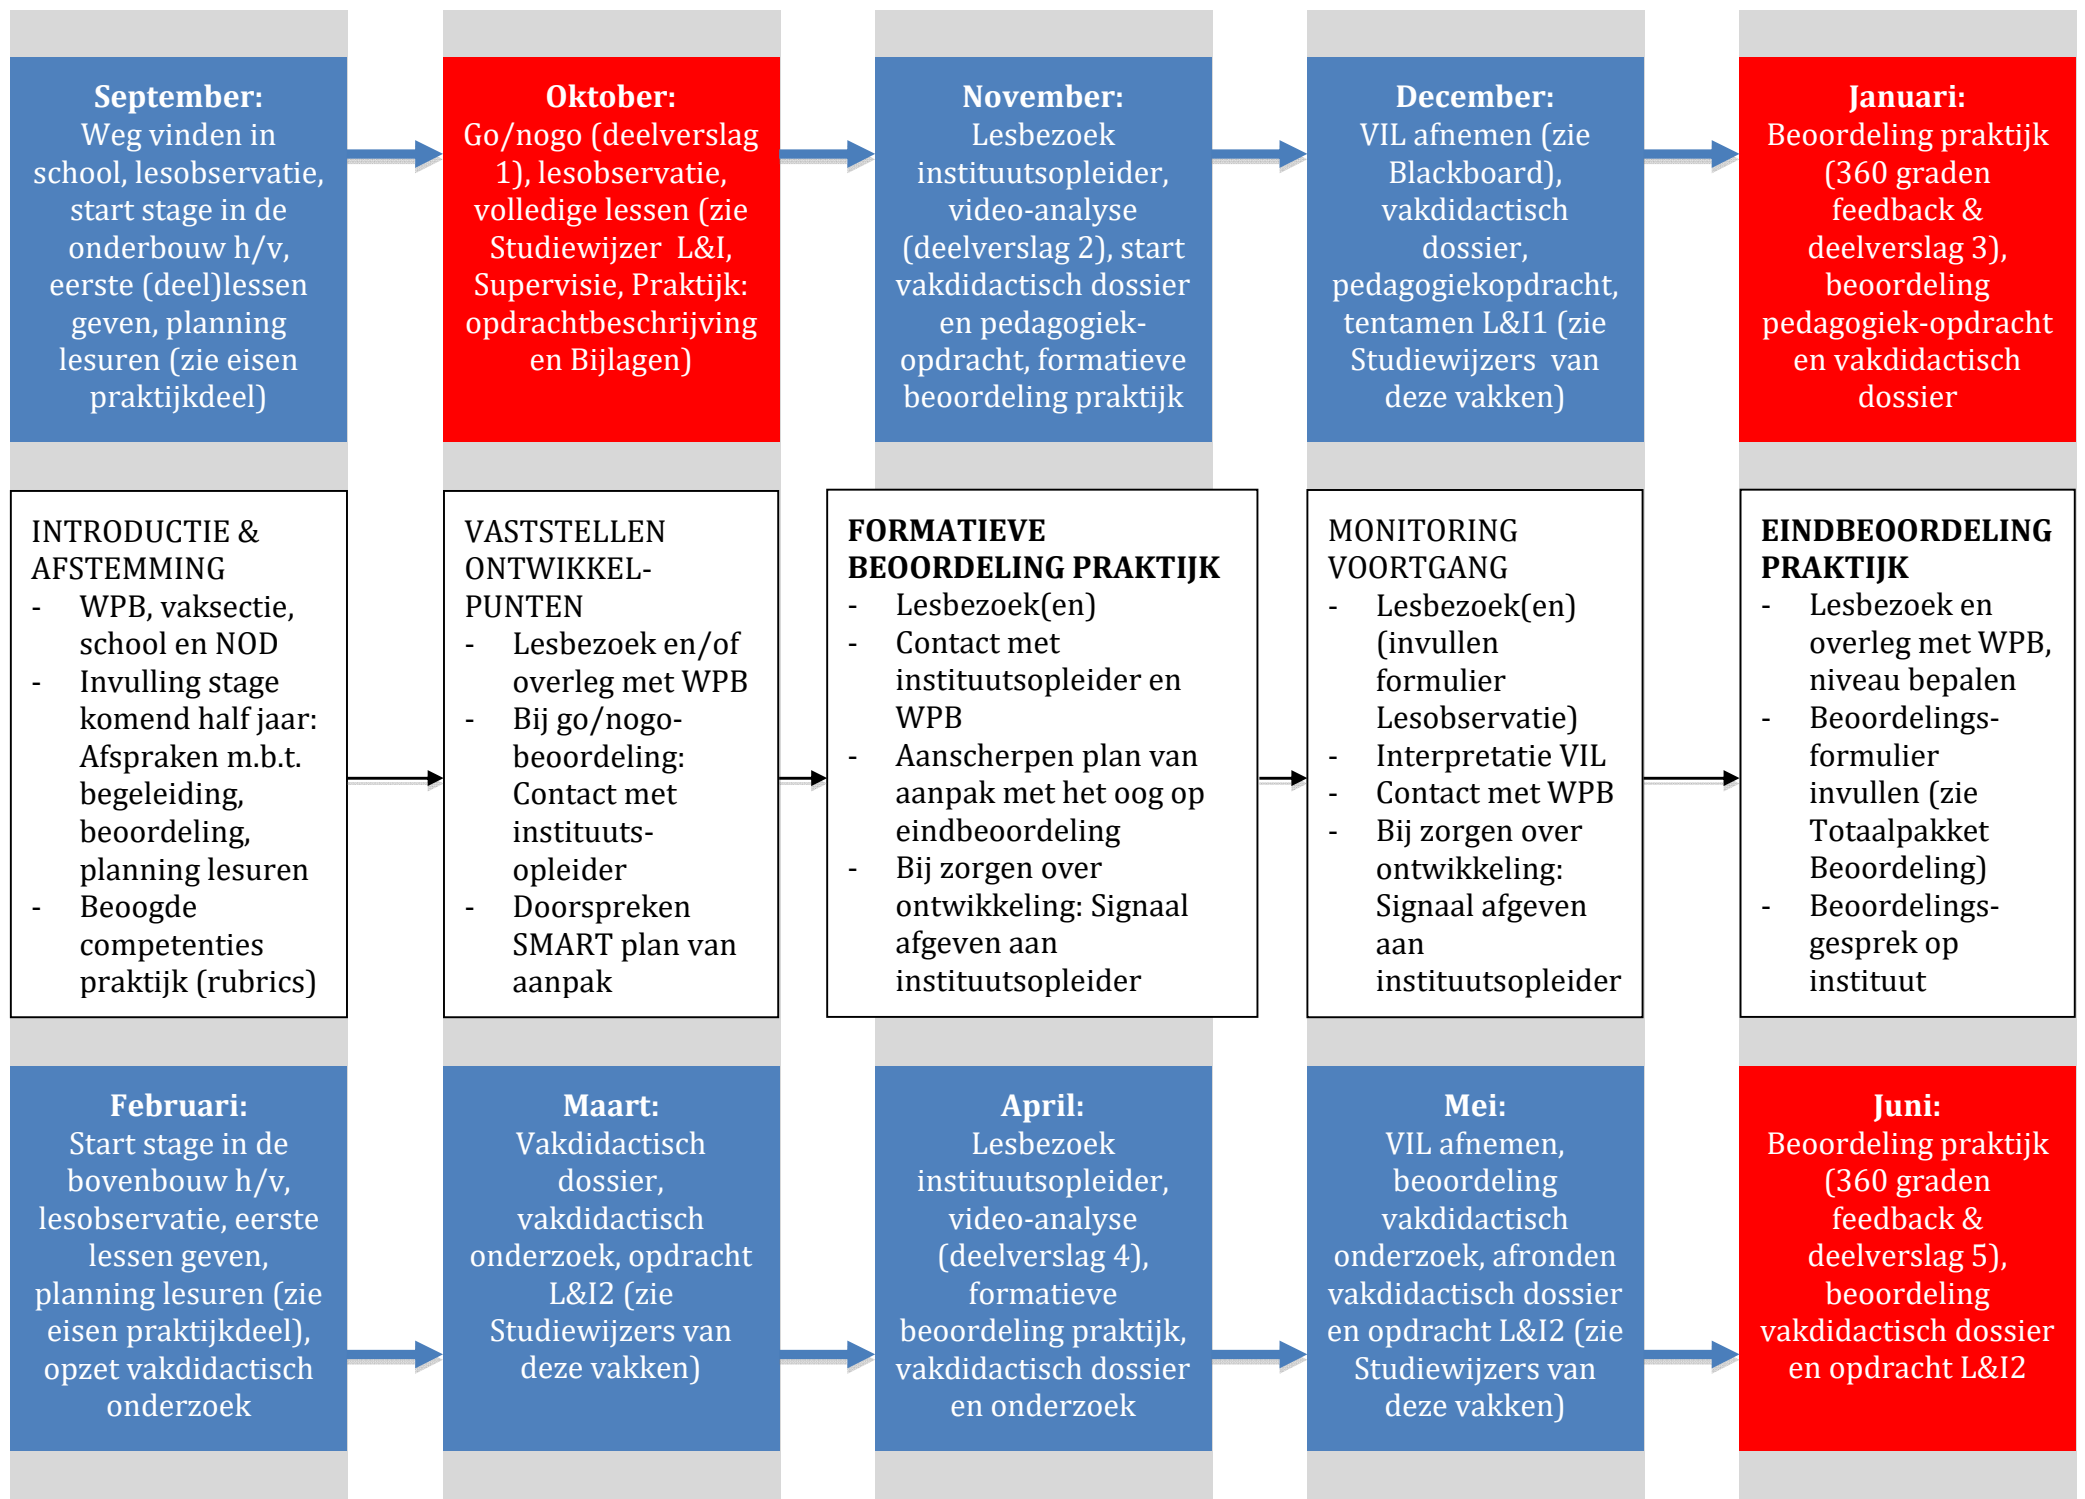 September:
Weg vinden in
school, lesobservatie,
start stage in de
onderbouw h/v,
eerste (deel)lessen
geven, planning
lesuren (zie eisen
praktijkdeel)
Oktober:
Go/nogo (deelverslag
1), lesobservatie,
volledige lessen (zie
Studiewijzer L&I,
Supervisie, Praktijk:
opdrachtbeschrijving
en Bijlagen)
November:
Lesbezoek
instituutsopleider,
video-analyse
(deelverslag 2), start
vakdidactisch dossier
en pedagogiek-
opdracht, formatieve
beoordeling praktijk
December:
VIL afnemen (zie
Blackboard),
vakdidactisch
dossier,
pedagogiekopdracht,
tentamen L&I1 (zie
Studiewijzers van
deze vakken)
Januari:
Beoordeling praktijk
(360 graden
feedback &
deelverslag 3),
beoordeling
pedagogiek-opdracht
en vakdidactisch
dossier
INTRODUCTIE &
AFSTEMMING
- WPB, vaksectie,
school en NOD
- Invulling stage
komend half jaar:
Afspraken m.b.t.
begeleiding,
beoordeling,
planning lesuren
- Beoogde
competenties
praktijk (rubrics)
VASTSTELLEN
ONTWIKKEL-
PUNTEN
- Lesbezoek en/of
overleg met WPB
- Bij go/nogo-
beoordeling:
Contact met
instituuts-
opleider
- Doorspreken
SMART plan van
aanpak
FORMATIEVE
BEOORDELING PRAKTIJK
- Lesbezoek(en)
- Contact met
instituutsopleider en
WPB
- Aanscherpen plan van
aanpak met het oog op
eindbeoordeling
- Bij zorgen over
ontwikkeling: Signaal
afgeven aan
instituutsopleider
MONITORING
VOORTGANG
- Lesbezoek(en)
(invullen
formulier
Lesobservatie)
- Interpretatie VIL
- Contact met WPB
- Bij zorgen over
ontwikkeling:
Signaal afgeven
aan
instituutsopleider
EINDBEOORDELING
PRAKTIJK
- Lesbezoek en
overleg met WPB,
niveau bepalen
- Beoordelings-
formulier
invullen (zie
Totaalpakket
Beoordeling)
- Beoordelings-
gesprek op
instituut
Februari:
Start stage in de
bovenbouw h/v,
lesobservatie, eerste
lessen geven,
planning lesuren (zie
eisen praktijkdeel),
opzet vakdidactisch
onderzoek
Maart:
Vakdidactisch
dossier,
vakdidactisch
onderzoek, opdracht
L&I2 (zie
Studiewijzers van
deze vakken)
April:
Lesbezoek
instituutsopleider,
video-analyse
(deelverslag 4),
formatieve
beoordeling praktijk,
vakdidactisch dossier
en onderzoek
Mei:
VIL afnemen,
beoordeling
vakdidactisch
onderzoek, afronden
vakdidactisch dossier
en opdracht L&I2 (zie
Studiewijzers van
deze vakken)
Juni:
Beoordeling praktijk
(360 graden
feedback &
deelverslag 5),
beoordeling
vakdidactisch dossier
en opdracht L&I2